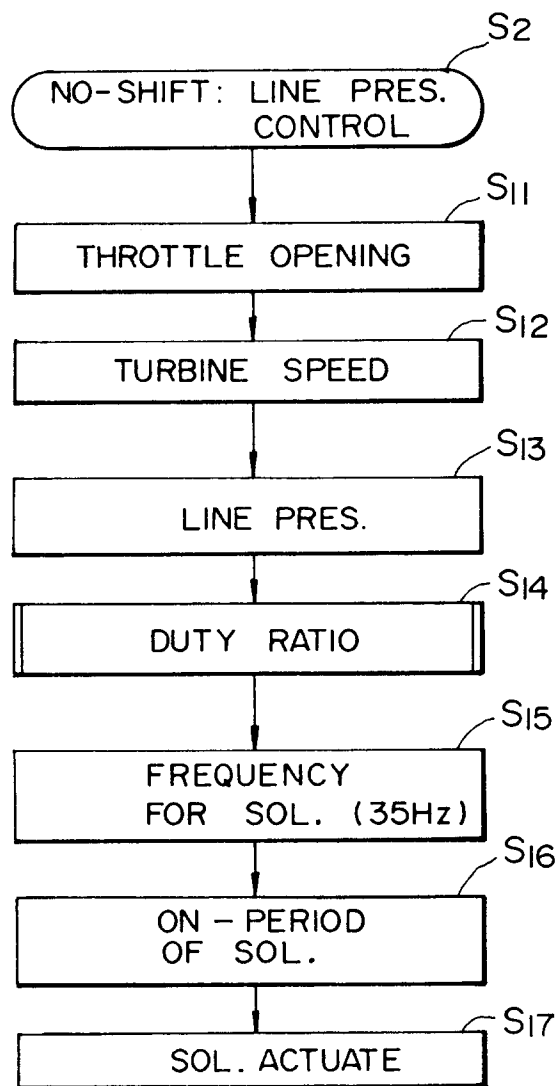 S2
NO-SHIFT: LINE PRES.
CONTROL
S11
THROTTLE OPENING
S12
TURBINE SPEED
S13
LINE PRES.
S14
DUTY RATIO
S15
FREQUENCY
FOR SOL. (35Hz)
S16
ON-PERIOD
OF SOL.
S17
SOL. ACTUATE